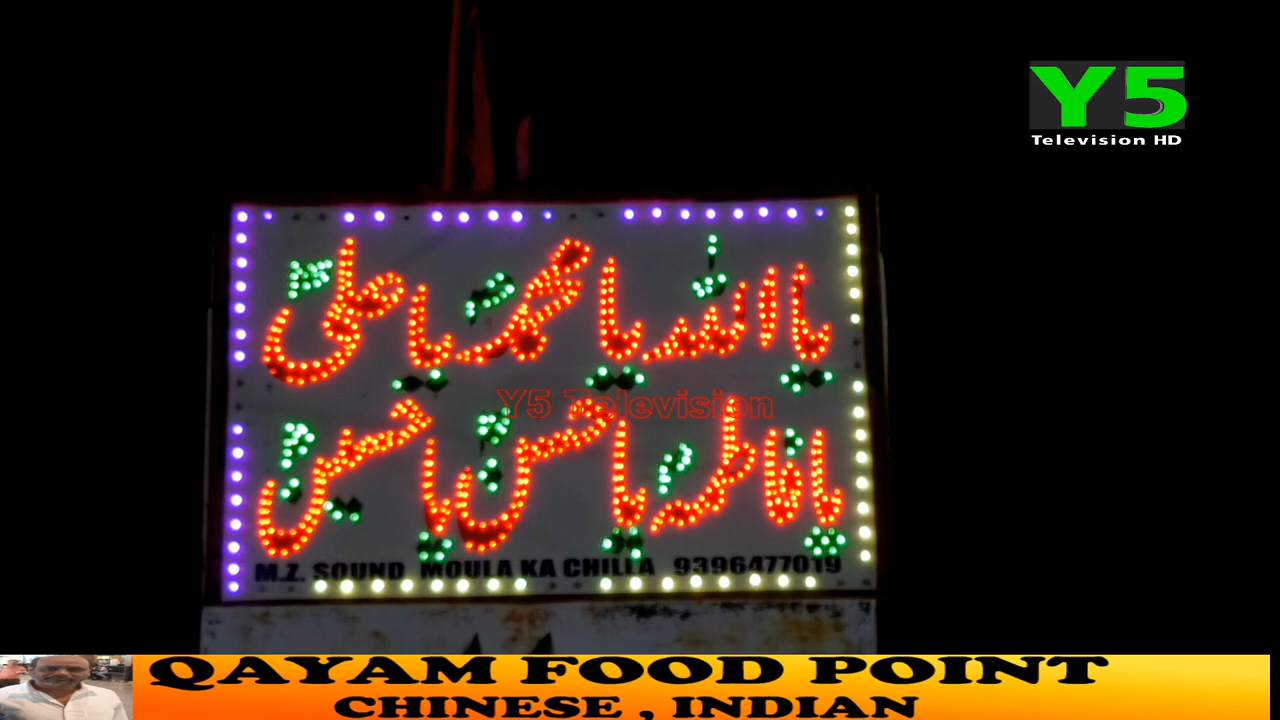 Y5
Television HD
یا اللہ یا محمدؐ یا علیؑ
Y5 Television
یا فاطمہؑ یا حسنؑ یا حسینؑ
M.Z. SOUND MOULA KA CHILLA 9396477019
QAYAM FOOD POINT
CHINESE , INDIAN